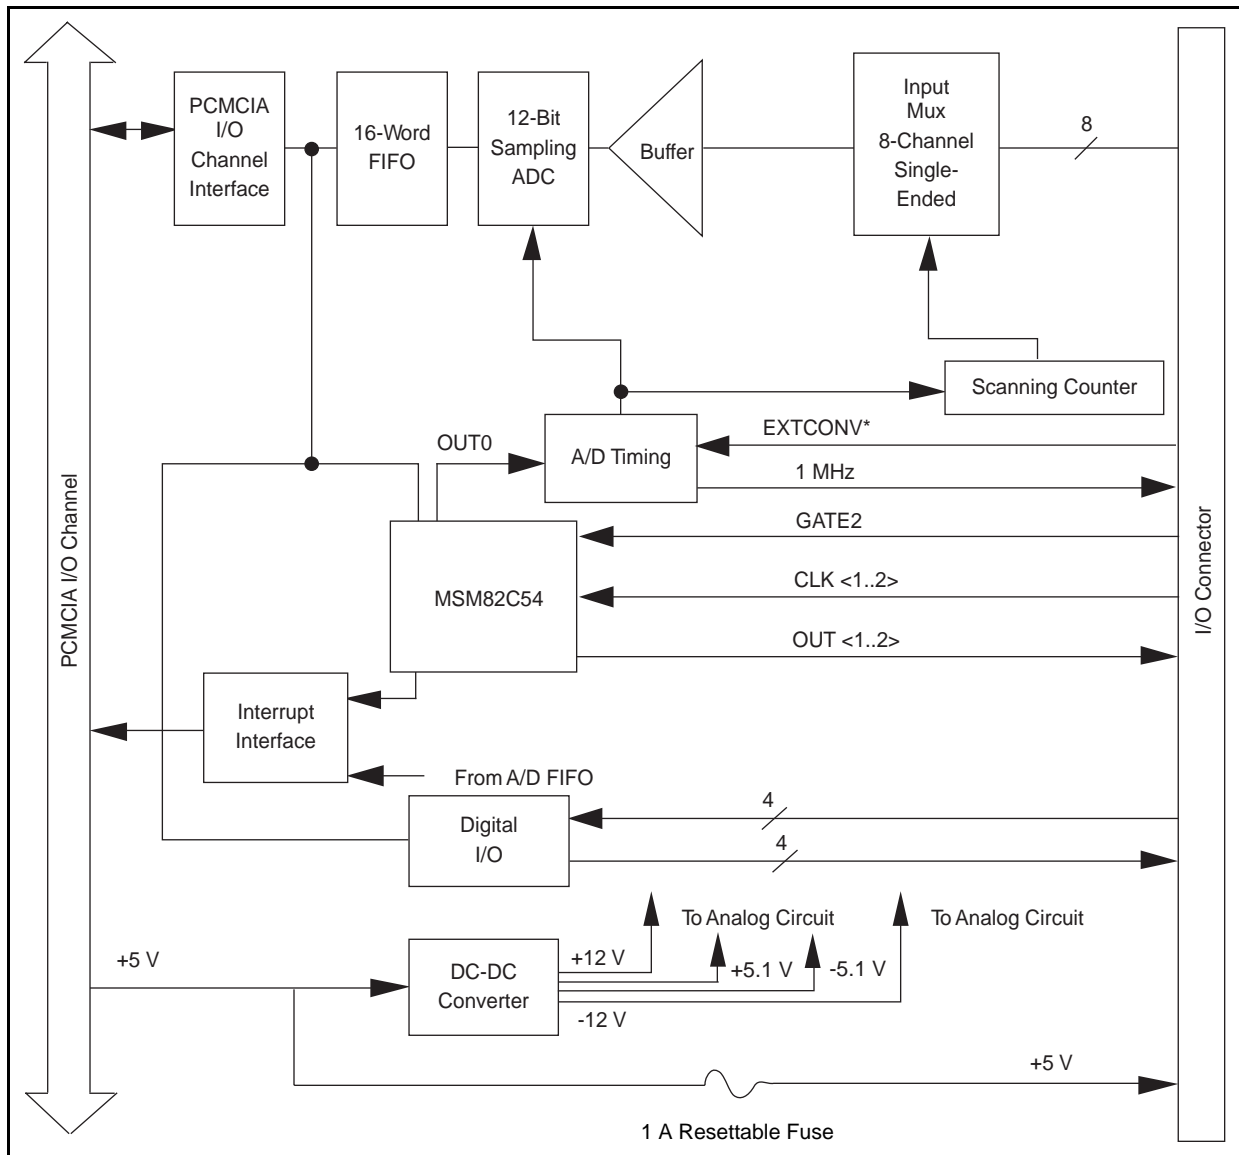 PCMCIA
I/O
Channel
Interface
16-Word
FIFO
12-Bit
Sampling
ADC
Buffer
Input
Mux
8-Channel
Single-
Ended
8
Scanning Counter
OUT0
A/D Timing
EXTCONV*
1 MHz
GATE2
MSM82C54
CLK <1..2>
OUT <1..2>
PCMCIA I/O Channel
I/O Connector
Interrupt
Interface
From A/D FIFO
Digital
I/O
4
4
To Analog Circuit
To Analog Circuit
+5 V
DC-DC
Converter
+12 V
+5.1 V
-5.1 V
-12 V
+5 V
1 A Resettable Fuse